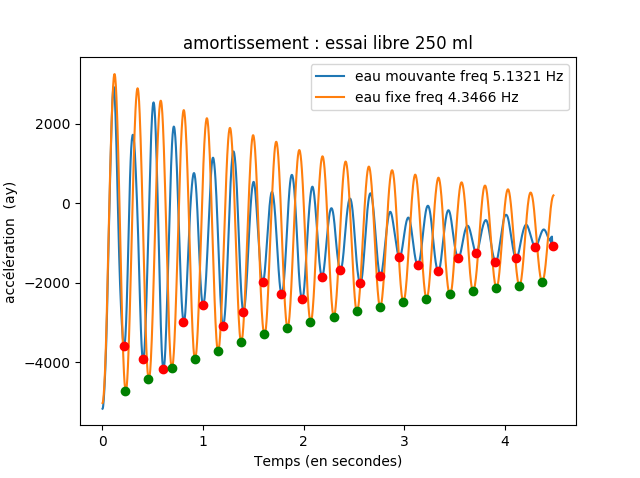 amortissement : essai libre 250 ml
eau mouvante freq 5.1321 Hz
eau fixe freq 4.3466 Hz
accélération  (ay)
2000
0
−2000
−4000
0 1 2 3 4
Temps (en secondes)